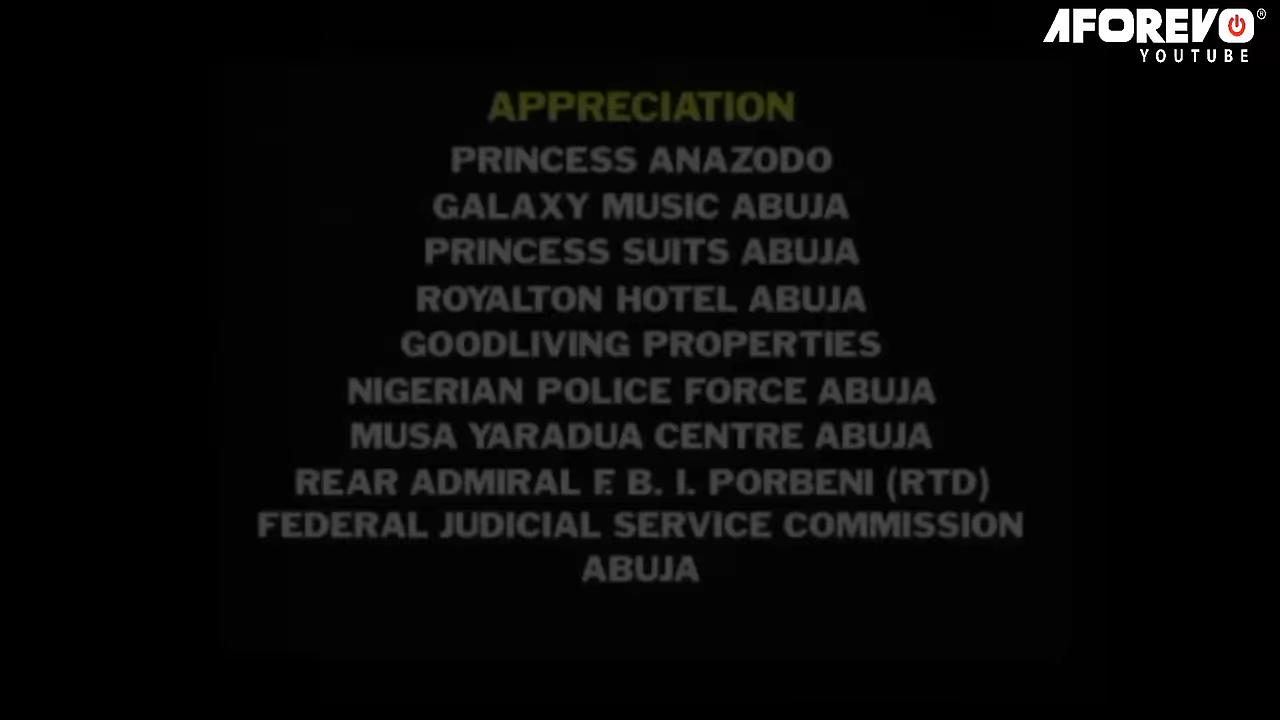 AFOREVO®
YOUTUBE
APPRECIATION
PRINCESS ANAZODO
GALAXY MUSIC ABUJA
PRINCESS SUITS ABUJA
ROYALTON HOTEL ABUJA
GOODLIVING PROPERTIES
NIGERIAN POLICE FORCE ABUJA
MUSA YARADUA CENTRE ABUJA
REAR ADMIRAL F. B. I. PORBENI (RTD)
FEDERAL JUDICIAL SERVICE COMMISSION
ABUJA